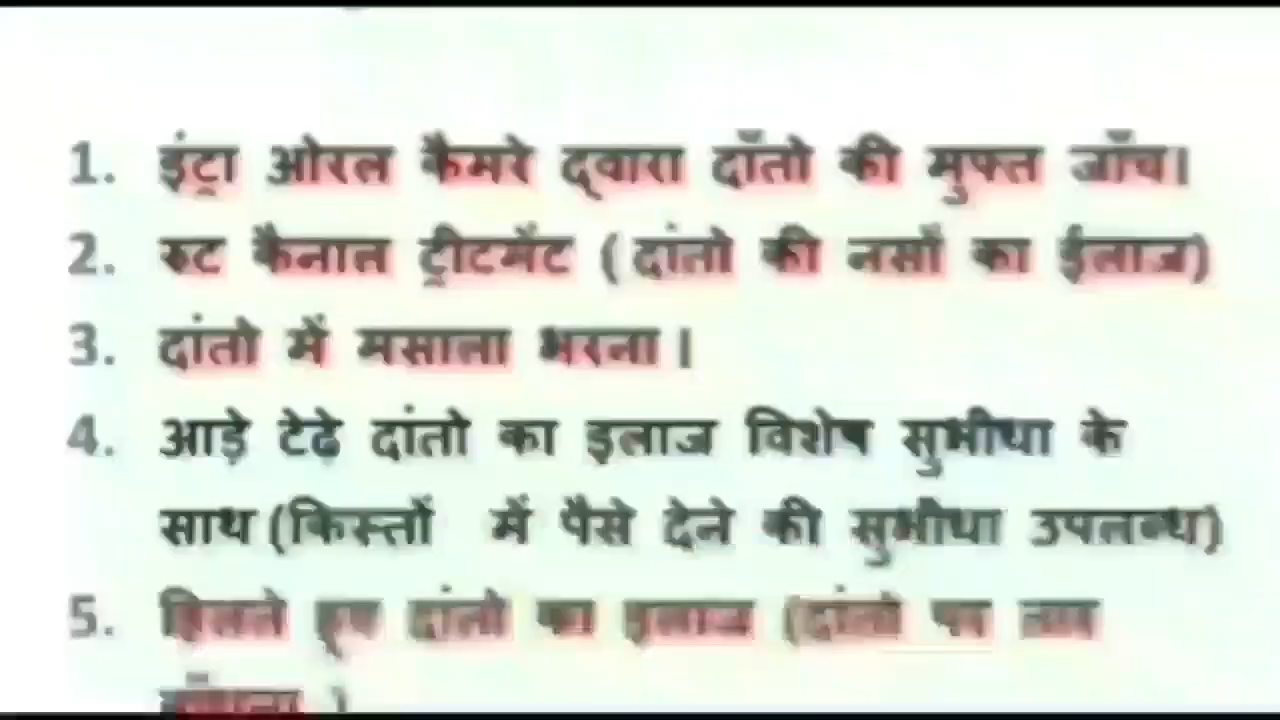 1. इंट्रा ओरल कैमरे द्वारा दाँतो की मुफ्त जाँच।
2. रुट कैनाल ट्रीटमेंट ( दांतो की नसों का ईलाज)
3. दांतो में मसाला भरना ।
4. आड़े टेढे दांतो का इलाज विशेष सुभीधा के
साथ (किस्तों में पैसे देने की सुभीधा उपलब्ध)
5. हिलते हुए दांतो का इलाज (दांतो पर तार